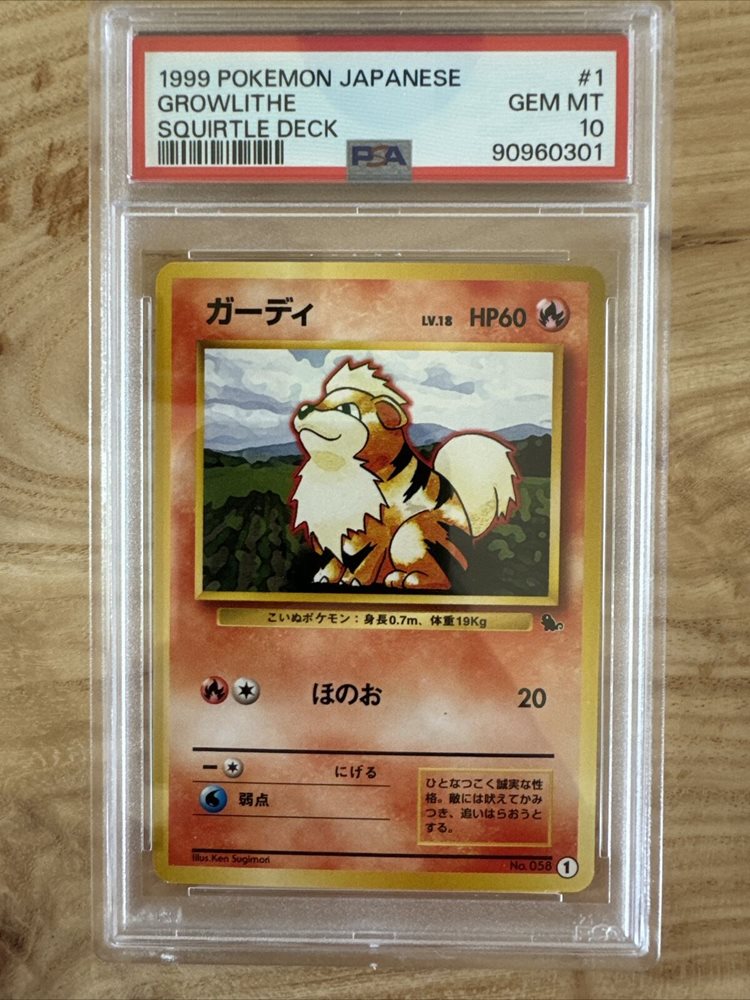 1999 POKEMON JAPANESE #1
GROWLITHE GEM MT
SQUIRTLE DECK 10
PSA 90960301
ガーディ LV.18 HP60
こいぬポケモン：身長0.7m、体重19Kg
ほのお 20
にげる
弱点
ひとなつこく誠実な性
格。敵には吠えてかみ
つき、追いはらおうと
する。
Illus.Ken Sugimori No.058 1